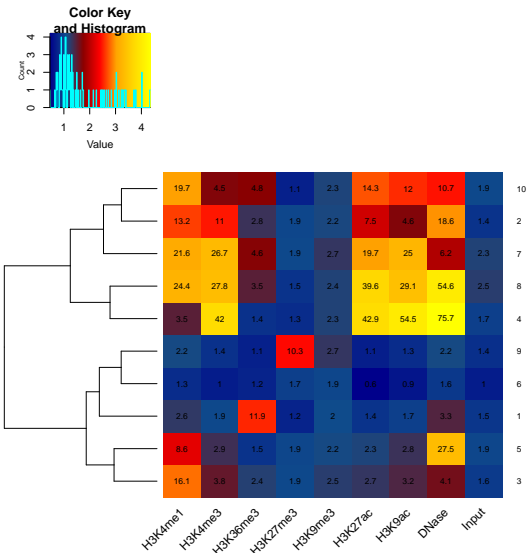 Color Key
and Histogram
Count
0 1 2 3 4
1 2 3 4
Value
19.7 4.5 4.8 1.1 2.3 14.3 12 10.7 1.9 10
13.2 11 2.8 1.9 2.2 7.5 4.6 18.6 1.4 2
21.6 26.7 4.6 1.9 2.7 19.7 25 6.2 2.3 7
24.4 27.8 3.5 1.5 2.4 39.6 29.1 54.6 2.5 8
3.5 42 1.4 1.3 2.3 42.9 54.5 75.7 1.7 4
2.2 1.4 1.1 10.3 2.7 1.1 1.3 2.2 1.4 9
1.3 1 1.2 1.7 1.9 0.9 1.6 1 6
2.6 1.9 11.9 1.2 2 1.4 1.7 3.3 1.5 1
8.6 2.9 1.5 1.9 2.2 2.3 2.8 27.5 1.9 5
16.1 3.8 2.4 1.9 2.5 2.7 3.2 4.1 1.6 3
H3K4me1 H3K4me3 H3K36me3 H3K27me3 H3K9me3 H3K27ac H3K9ac DNase Input